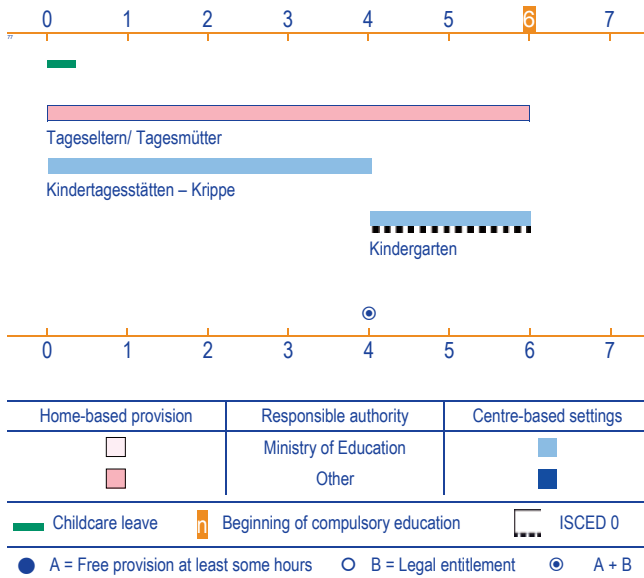 0 1 2 3 4 5 6 7
77
Tageseltern/ Tagesmütter
Kindertagesstätten – Krippe
Kindergarten
0 1 2 3 4 5 6 7
Home-based provision Responsible authority Centre-based settings
Ministry of Education
Other
Childcare leave n Beginning of compulsory education ISCED 0
A = Free provision at least some hours B = Legal entitlement A + B